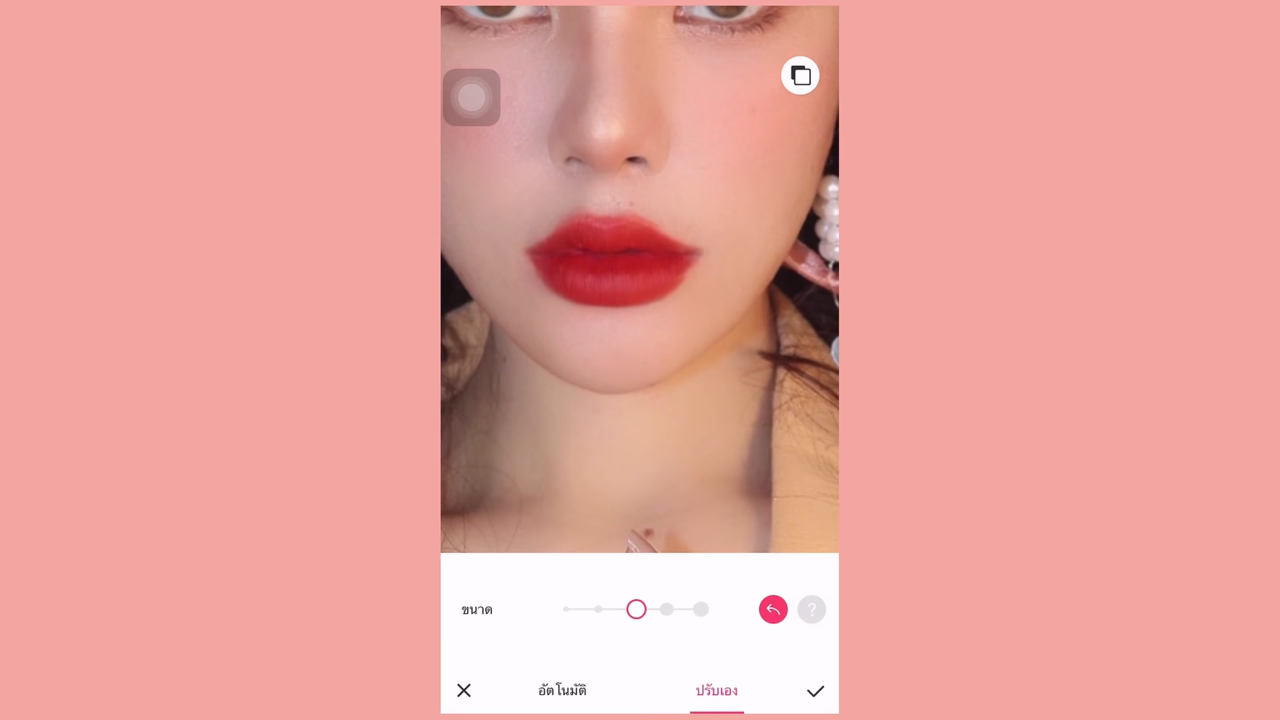 ขนาด
?
อัตโนมัติ
ปรับเอง